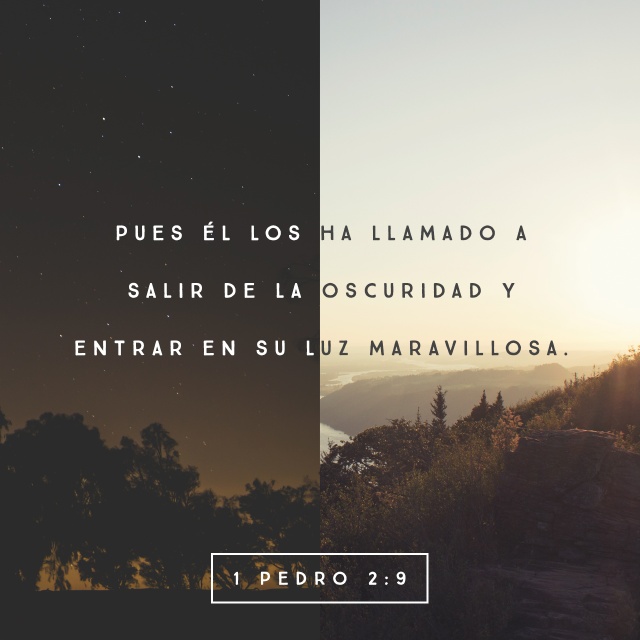 PUES ÉL LOS HA LLAMADO A
SALIR DE LA OSCURIDAD Y
ENTRAR EN SU LUZ MARAVILLOSA.
1 PEDRO 2:9